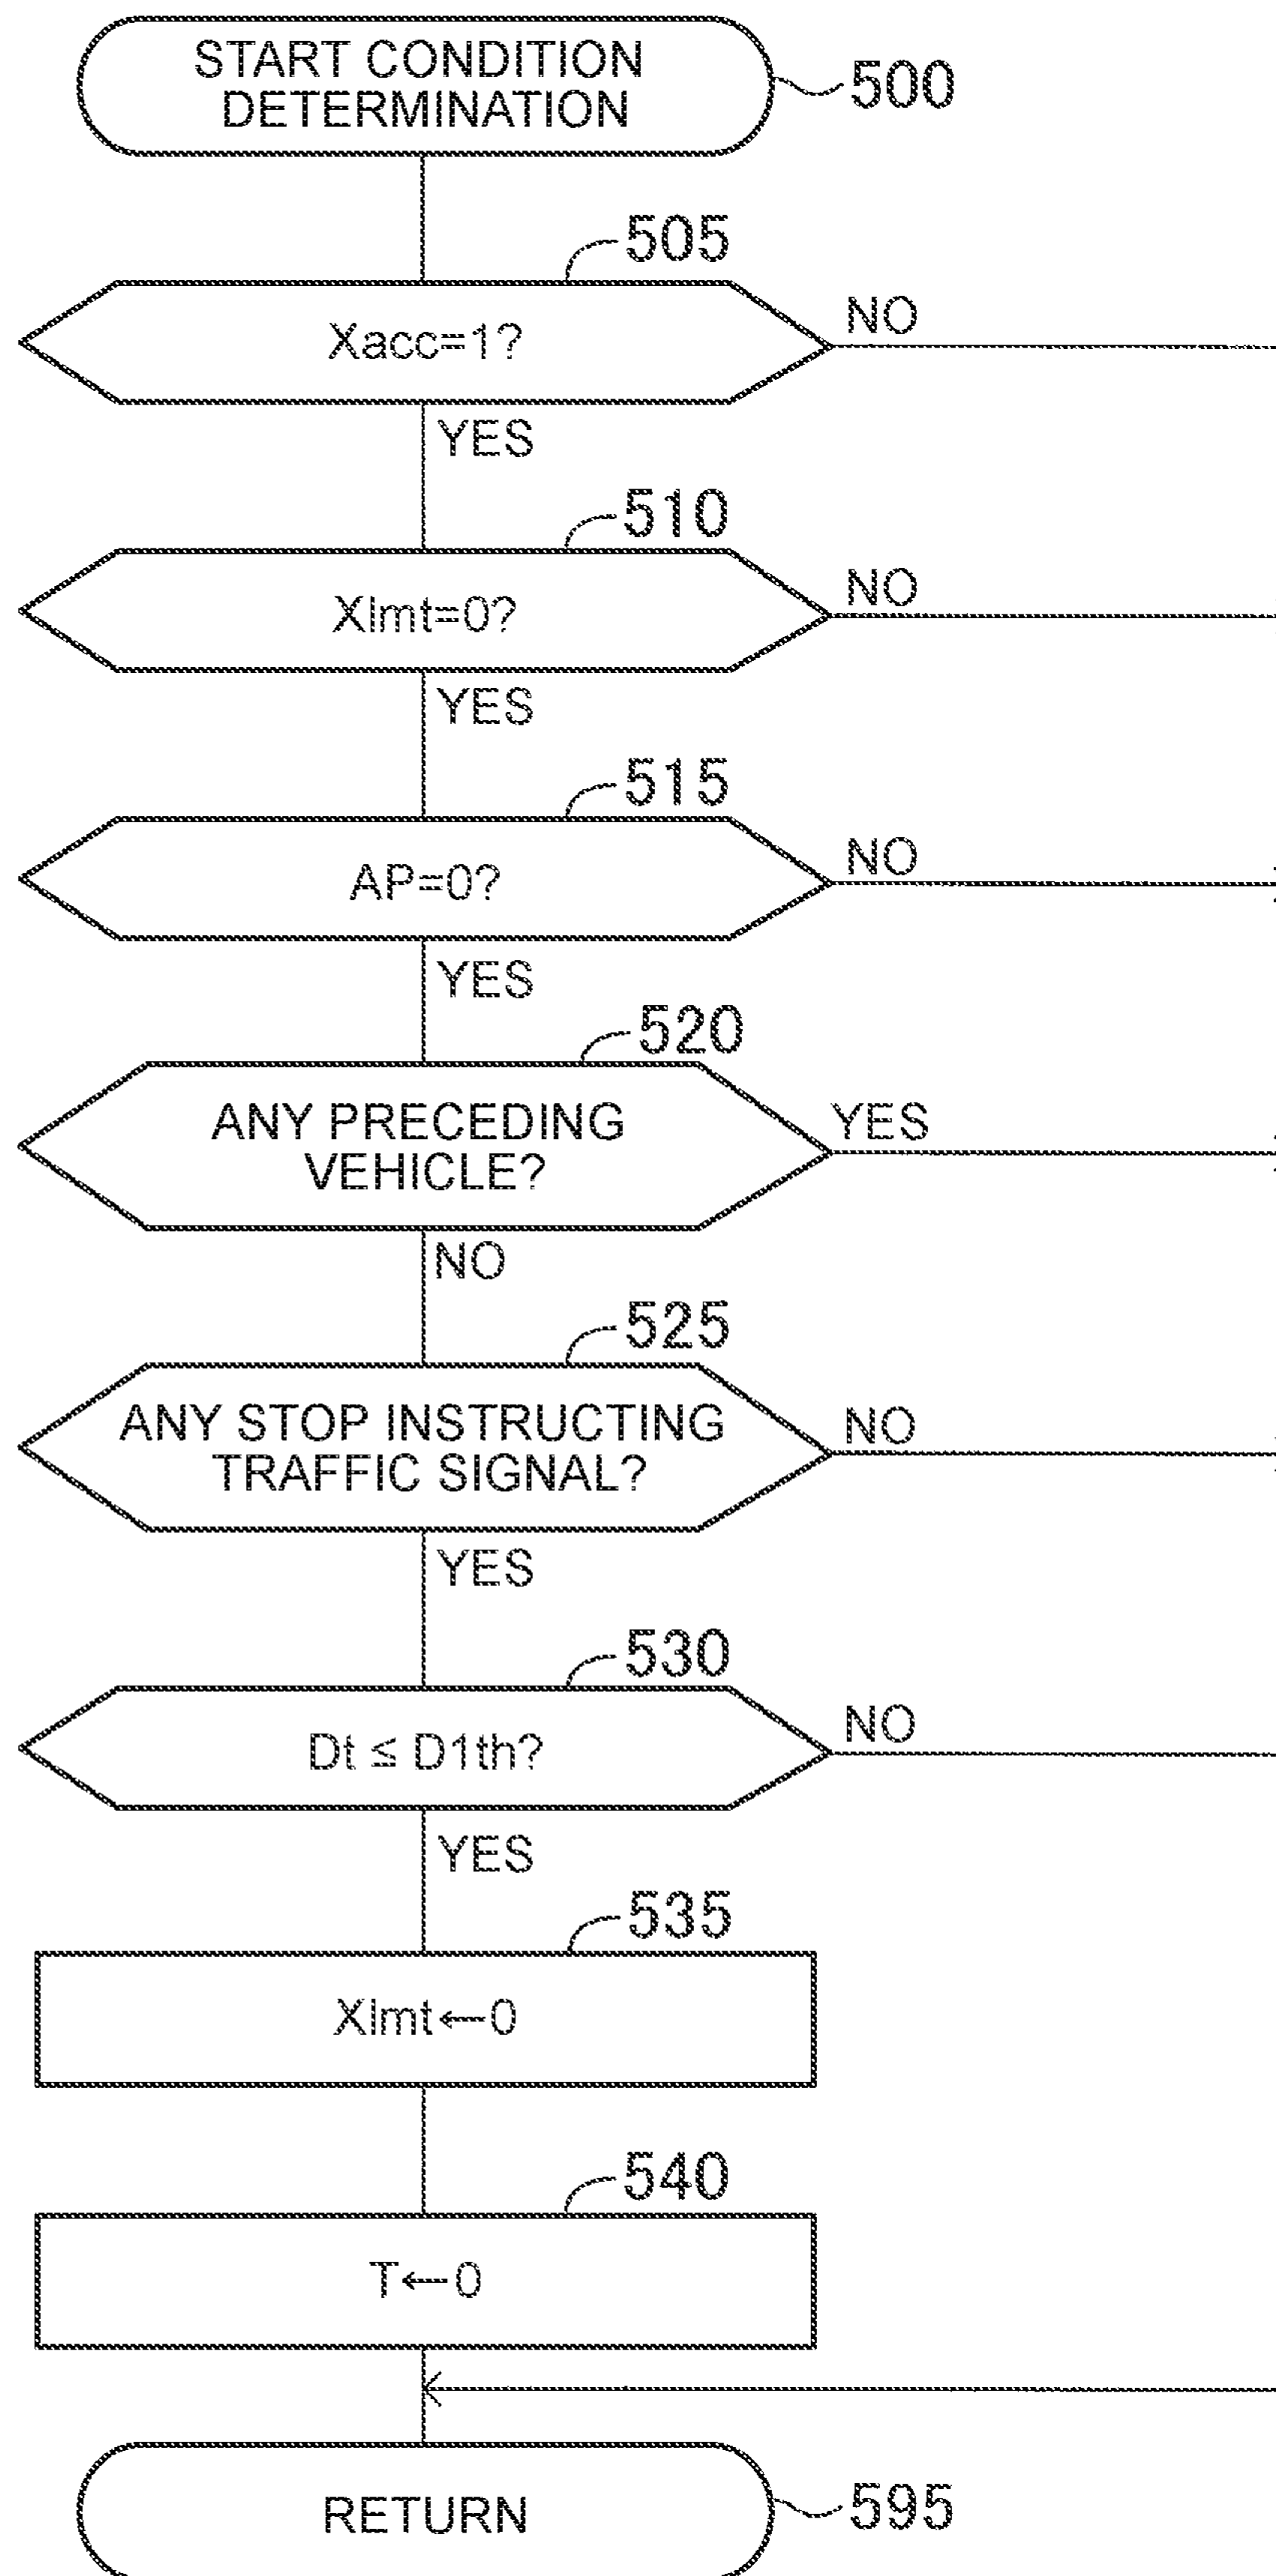 START CONDITION
DETERMINATION
500
505
Xacc=1?
NO
YES
510
Xlmt=0?
NO
YES
515
AP=0?
NO
YES
520
ANY PRECEDING
VEHICLE?
YES
NO
525
ANY STOP INSTRUCTING
TRAFFIC SIGNAL?
NO
YES
530
Dt ≤ D1th?
NO
YES
535
Xlmt←0
540
T←0
RETURN
595